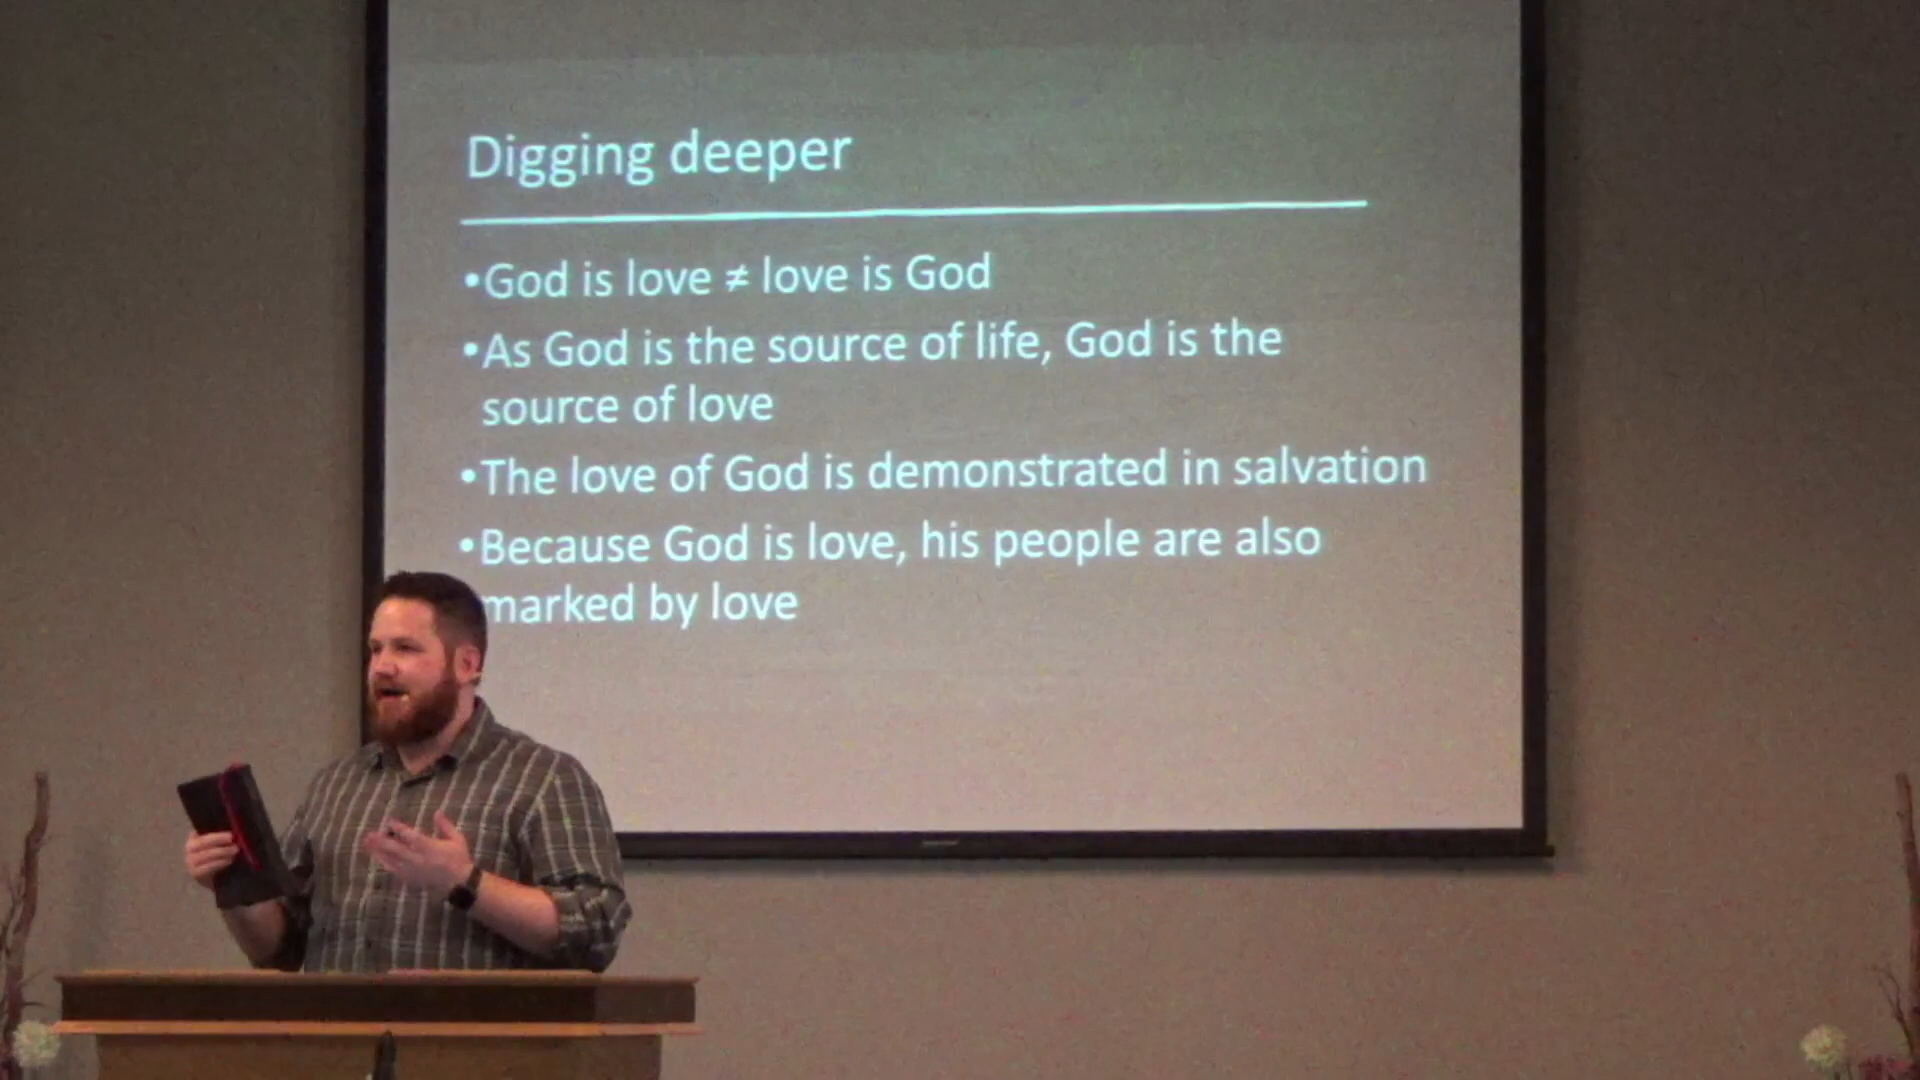 Digging deeper
•God is love ≠ love is God
•As God is the source of life, God is the
source of love
•The love of God is demonstrated in salvation
•Because God is love, his people are also
marked by love